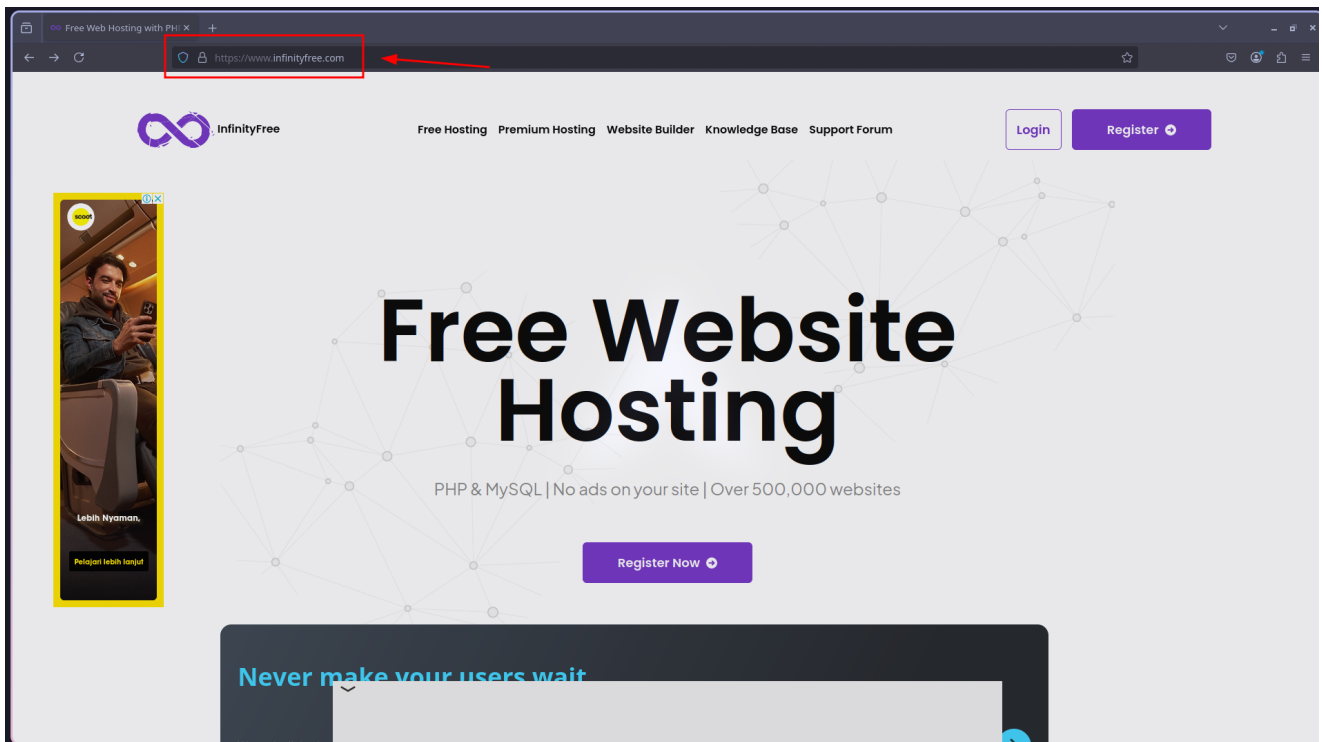 Free Web Hosting with PH
https://www.infinityfree.com
InfinityFree
Free Hosting Premium Hosting Website Builder Knowledge Base Support Forum
Login
Register
scoot
Lebih Nyaman,
Pelajari lebih lanjut
Free Website
Hosting
PHP & MySQL | No ads on your site | Over 500,000 websites
Register Now
Never make your users wait